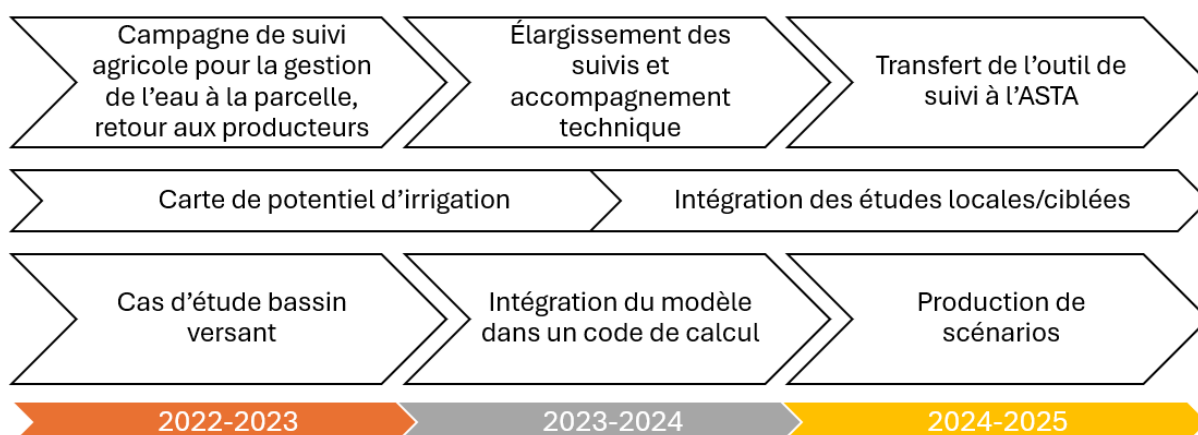 Campagne de suivi
agricole pour la gestion
de l’eau à la parcelle,
retour aux producteurs
Élargissement des
suivis et
accompagnement
technique
Transfert de l’outil de
suivi à l’ASTA
Carte de potentiel d’irrigation
Intégration des études locales/ciblées
Cas d’étude bassin
versant
Intégration du modèle
dans un code de calcul
Production de
scénarios
2022-2023
2023-2024
2024-2025